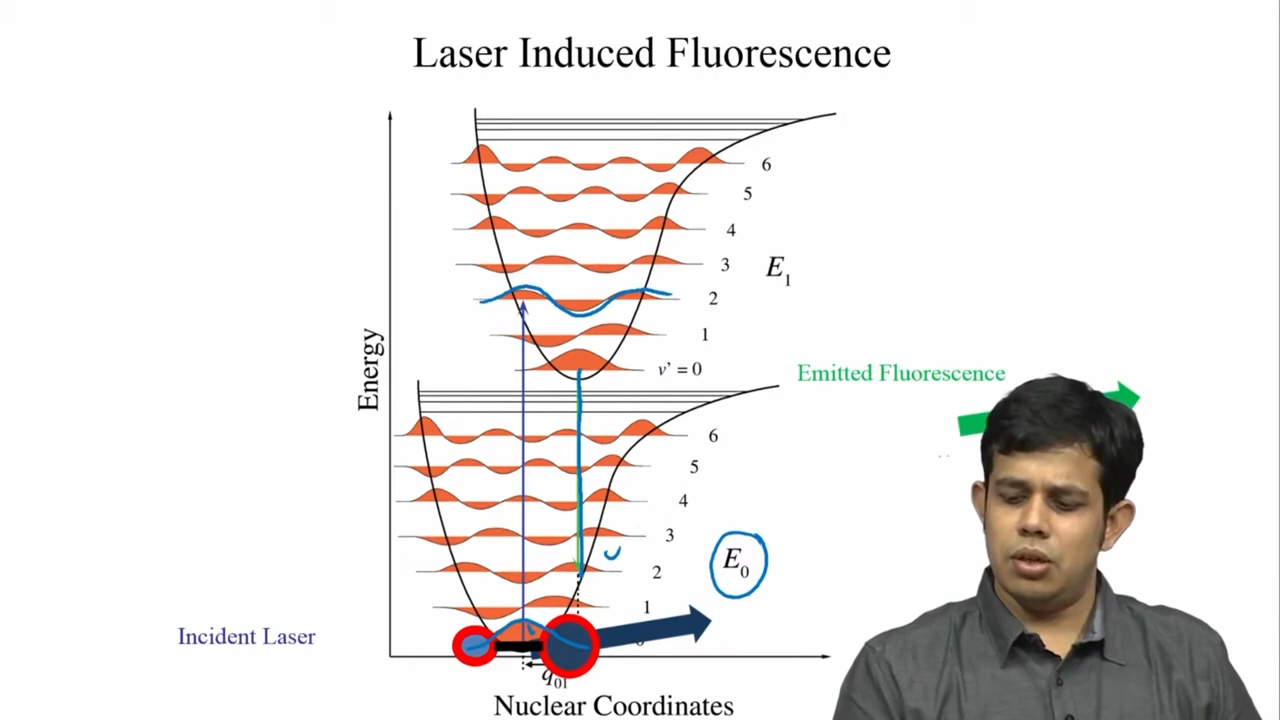 Laser Induced Fluorescence
6
5
4
3
E1
2
1
v' = 0
Energy
Emitted Fluorescence
6
5
4
3
E0
2
1
Incident Laser
q01
Nuclear Coordinates